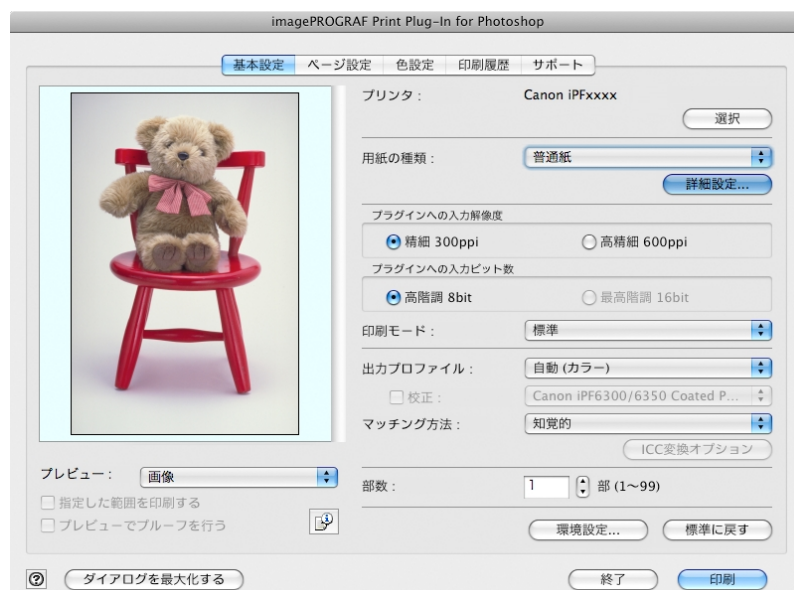 imagePROGRAF Print Plug-In for Photoshop
基本設定 ページ設定 色設定 印刷履歴 サポート
プリンタ： Canon iPFxxxx
選択
用紙の種類： 普通紙
詳細設定...
プラグインへの入力解像度
精細 300ppi 高精細 600ppi
プラグインへの入力ビット数
高階調 8bit 最高階調 16bit
印刷モード： 標準
出力プロファイル： 自動 (カラー)
校正： Canon iPF6300/6350 Coated P...
マッチング方法： 知覚的
ICC変換オプション
プレビュー： 画像
部数： 1 部 (1〜99)
指定した範囲を印刷する
プレビューでプルーフを行う
環境設定... 標準に戻す
? ダイアログを最大化する 終了 印刷